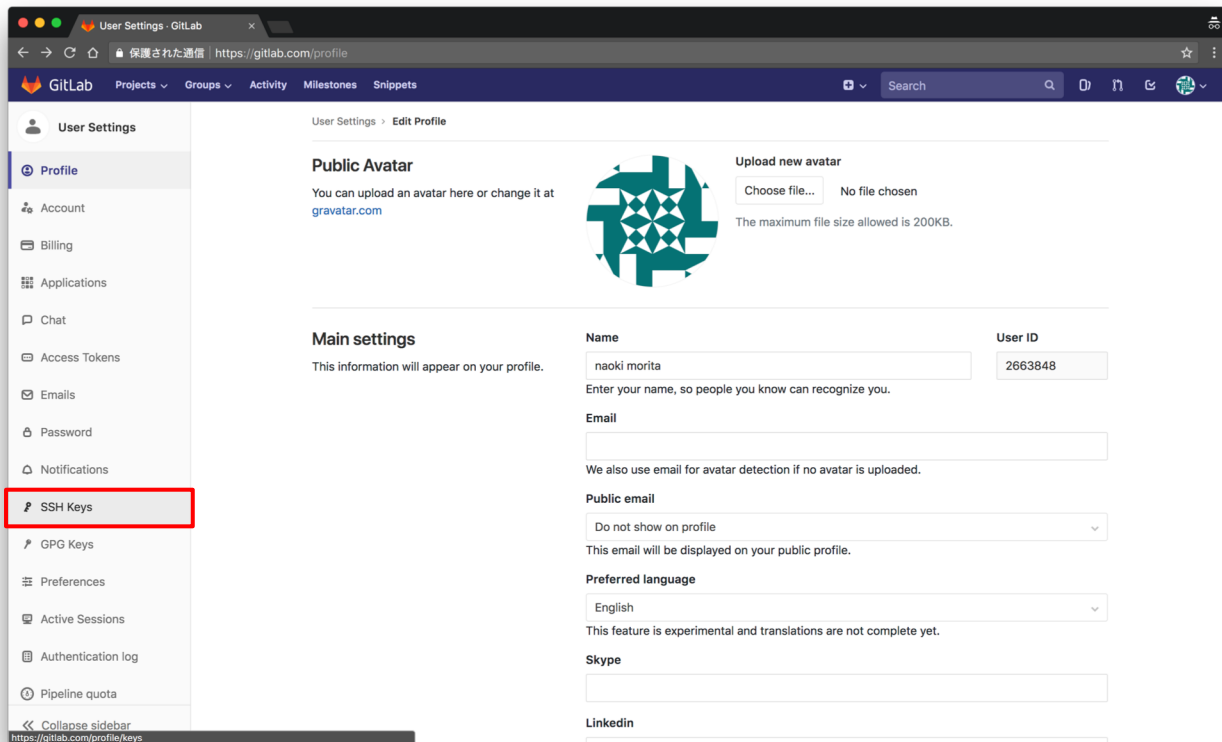 User Settings · GitLab
保護された通信 https://gitlab.com/profile
GitLab Projects Groups Activity Milestones Snippets Search
User Settings
Profile
Account
Billing
Applications
Chat
Access Tokens
Emails
Password
Notifications
SSH Keys
GPG Keys
Preferences
Active Sessions
Authentication log
Pipeline quota
Collapse sidebar
https://gitlab.com/profile/keys
User Settings > Edit Profile
Public Avatar
You can upload an avatar here or change it at
gravatar.com
Upload new avatar
Choose file... No file chosen
The maximum file size allowed is 200KB.
Main settings
This information will appear on your profile.
Name
naoki morita
Enter your name, so people you know can recognize you.
User ID
2663848
Email
We also use email for avatar detection if no avatar is uploaded.
Public email
Do not show on profile
This email will be displayed on your public profile.
Preferred language
English
This feature is experimental and translations are not complete yet.
Skype
Linkedin